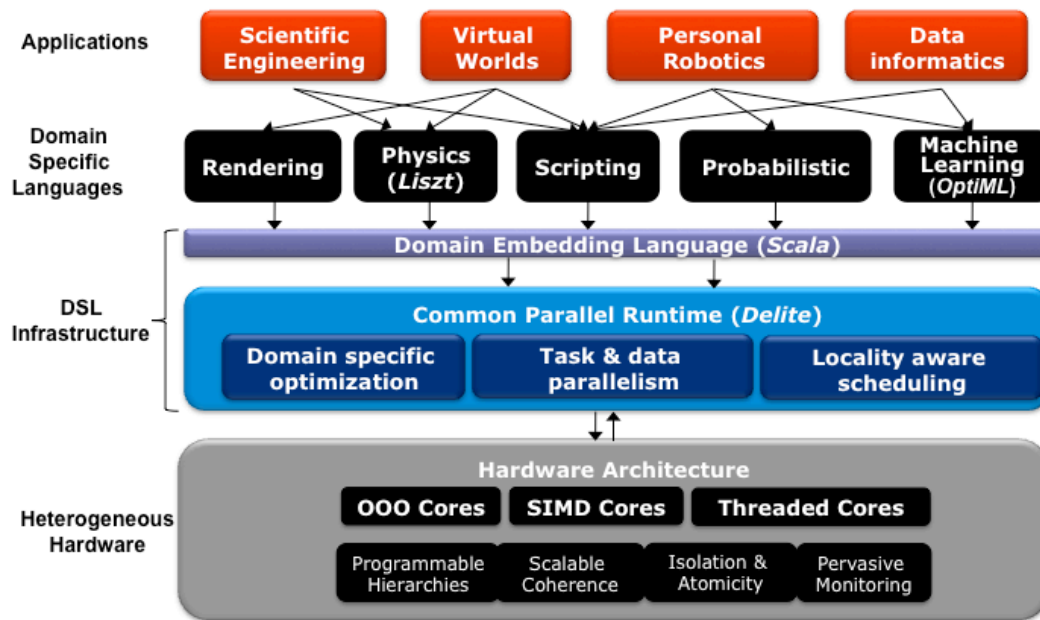 Applications
Scientific
Engineering
Virtual
Worlds
Personal
Robotics
Data
informatics
Domain
Specific
Languages
Rendering
Physics
(Liszt)
Scripting
Probabilistic
Machine
Learning
(OptiML)
DSL
Infrastructure
Domain Embedding Language (Scala)
Common Parallel Runtime (Delite)
Domain specific
optimization
Task & data
parallelism
Locality aware
scheduling
Heterogeneous
Hardware
Hardware Architecture
OOO Cores
SIMD Cores
Threaded Cores
Programmable
Hierarchies
Scalable
Coherence
Isolation &
Atomicity
Pervasive
Monitoring